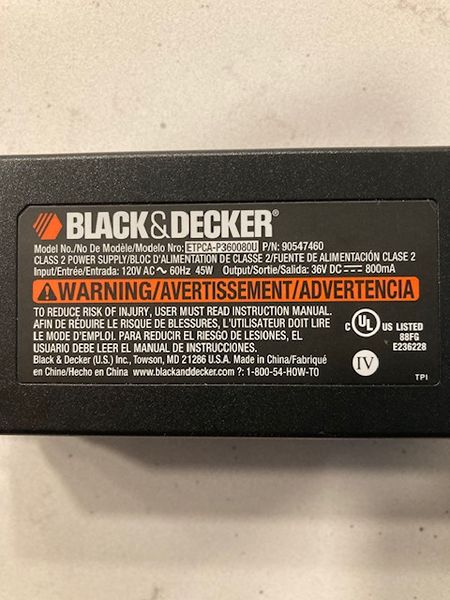 BLACK&DECKER®
Model No./No De Modèle/Modelo Nro: ETPCA-P360080U P/N: 90547460
CLASS 2 POWER SUPPLY/BLOC D'ALIMENTATION DE CLASSE 2/FUENTE DE ALIMENTACIÓN CLASE 2
Input/Entrée/Entrada: 120V AC ~ 60Hz 45W Output/Sortie/Salida: 36V DC ⎓ 800mA
WARNING/AVERTISSEMENT/ADVERTENCIA
TO REDUCE RISK OF INJURY, USER MUST READ INSTRUCTION MANUAL.
AFIN DE RÉDUIRE LE RISQUE DE BLESSURES, L'UTILISATEUR DOIT LIRE
LE MODE D'EMPLOI. PARA REDUCIR EL RIESGO DE LESIONES, EL
USUARIO DEBE LEER EL MANUAL DE INSTRUCCIONES.
Black & Decker (U.S.) Inc., Towson, MD 21286 U.S.A. Made in China/Fabriqué
en Chine/Hecho en China www.blackanddecker.com ?: 1-800-54-HOW-TO
C UL® US LISTED
88FG
E236228
IV
TPI